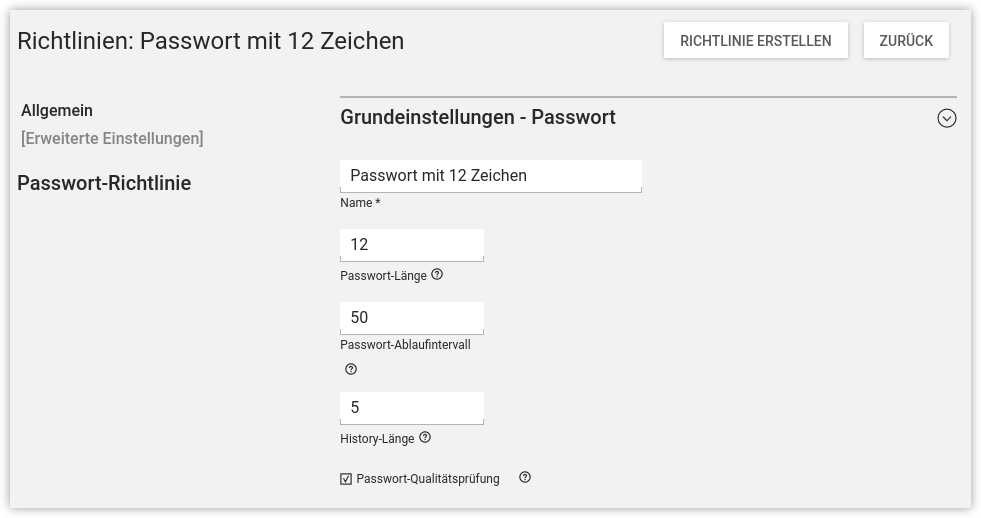 Richtlinien: Passwort mit 12 Zeichen
RICHTLINIE ERSTELLEN
ZURÜCK
Allgemein
[Erweiterte Einstellungen]
Passwort-Richtlinie
Grundeinstellungen - Passwort
Passwort mit 12 Zeichen
Name *
12
Passwort-Länge
50
Passwort-Ablaufintervall
5
History-Länge
Passwort-Qualitätsprüfung